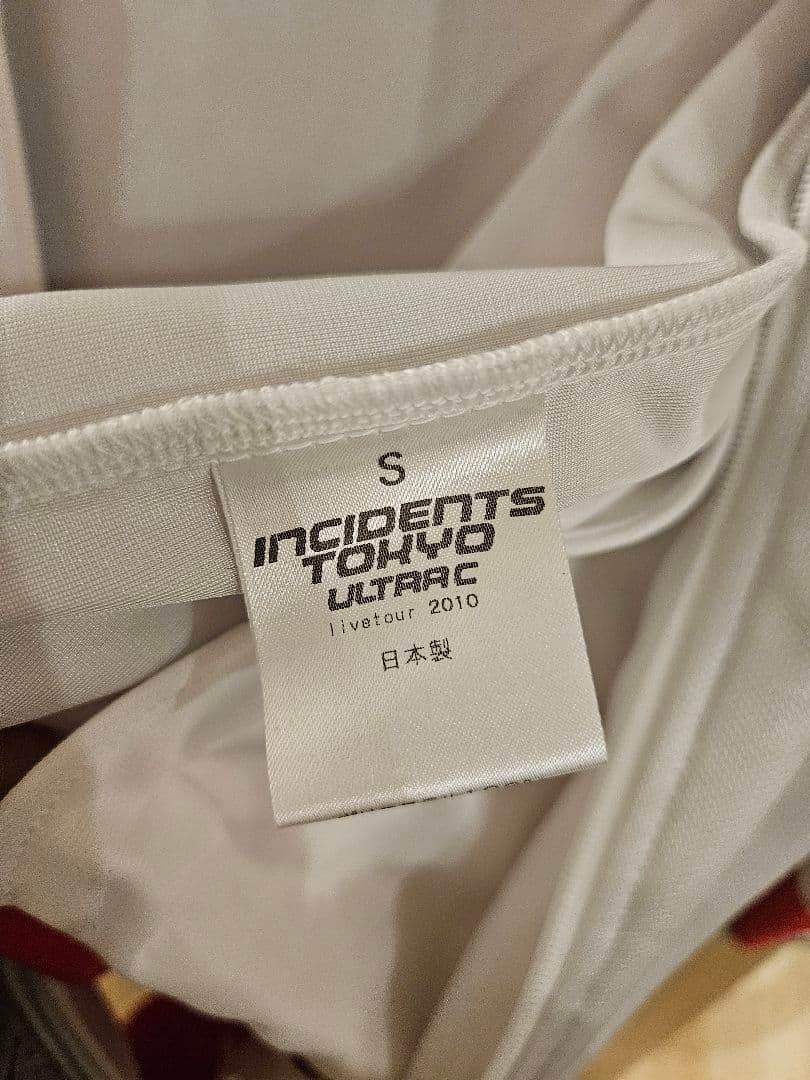 S
INCIDENTS
TOKYO
ULTRA C
livetour 2010
日本製